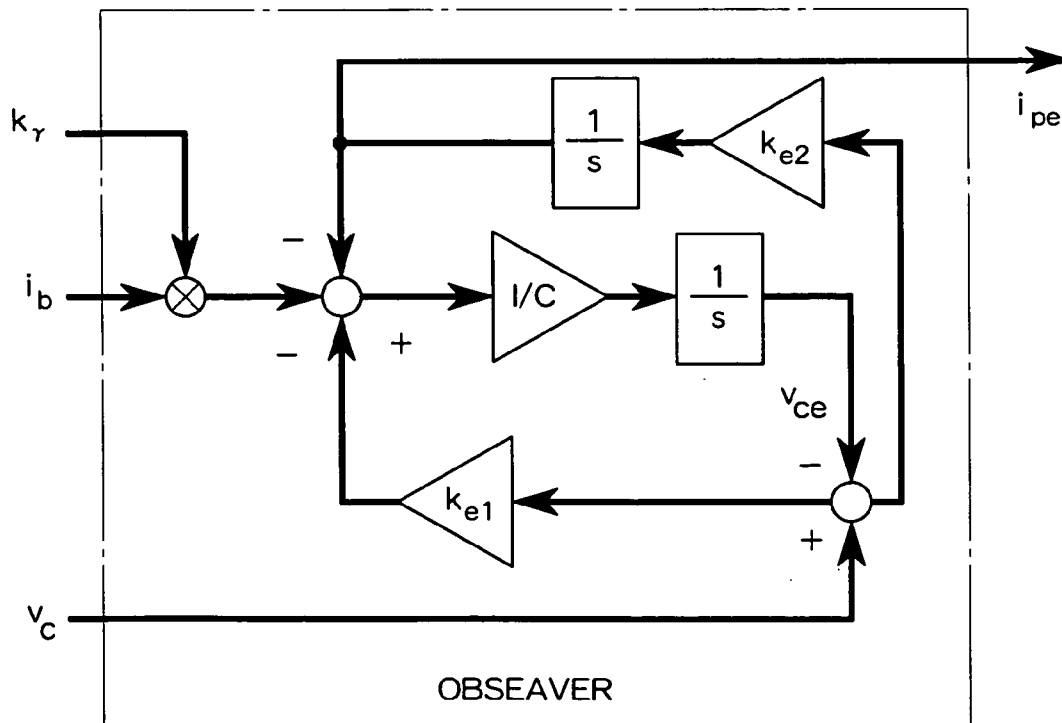 i_pe
k_γ
1
s
k_e2
−
i_b
I/C
1
s
−
+
v_ce
−
k_e1
+
v_c
OBSEAVER